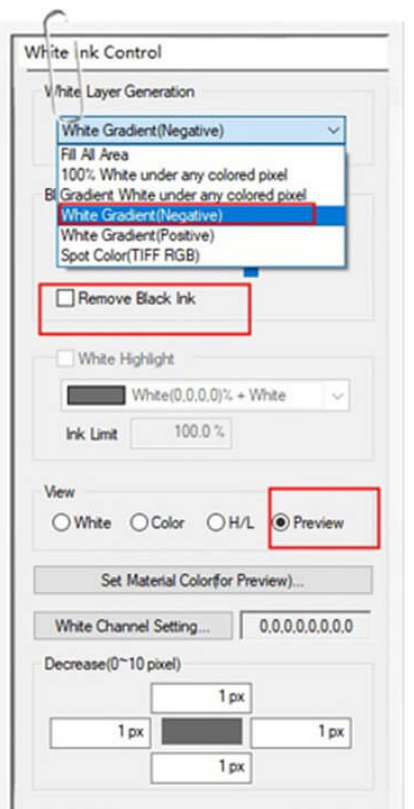 White Ink Control
White Layer Generation
White Gradient(Negative)
Fill All Area
100% White under any colored pixel
Bl
Gradient White under any colored pixel
White Gradient(Negative)
White Gradient(Positive)
Spot Color(TIFF RGB)
Remove Black Ink
White Highlight
White(0,0,0,0)% + White
Ink Limit 100.0 %
View
White Color H/L Preview
Set Material Color(for Preview)...
White Channel Setting... 0,0,0,0,0,0,0,0
Decrease(0~10 pixel)
1 px
1 px 1 px
1 px